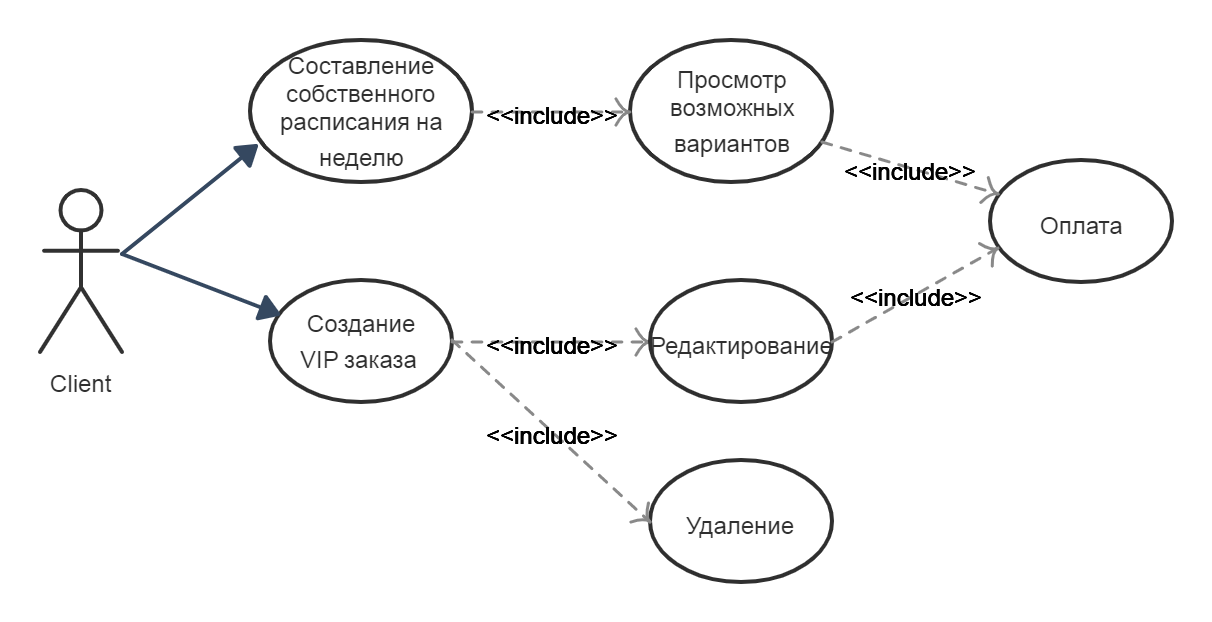 Составление
собственного
расписания на
неделю
<<include>>
Просмотр
возможных
вариантов
<<include>>
Оплата
Client
Создание
VIP заказа
<<include>>
Редактирование
<<include>>
<<include>>
Удаление